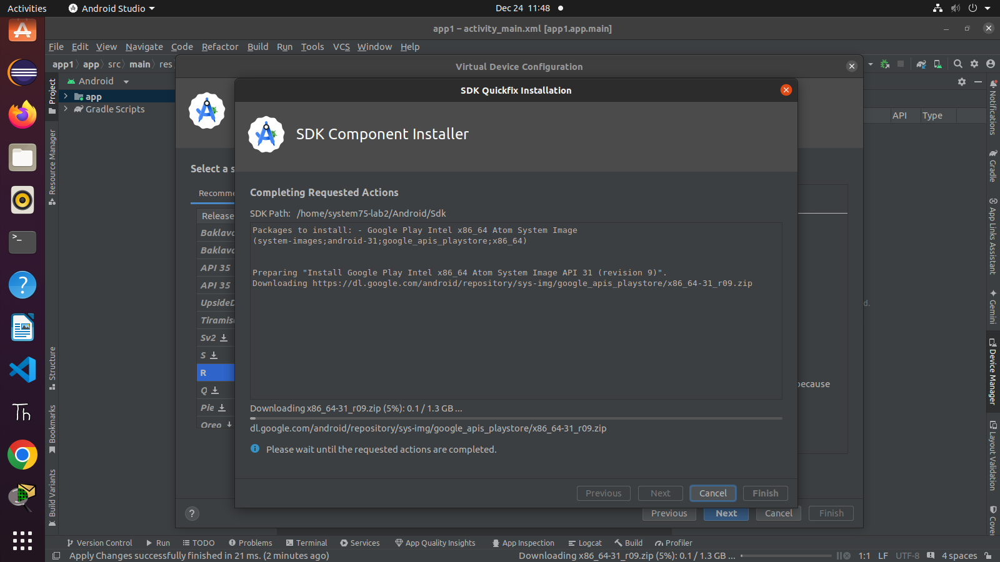 Activities
Android Studio
Dec 24 11:48
app1 – activity_main.xml [app1.app.main]
File Edit View Navigate Code Refactor Build Run Tools VCS Window Help
app1 app src main res
Virtual Device Configuration
Android
app
Gradle Scripts
Project
Resource Manager
Structure
Bookmarks
Build Variants
SDK Quickfix Installation
SDK Component Installer
Select a s
Recomme
Release
Baklava
Baklava
API 35
API 35
UpsideD
Tiramisu
Sv2
S
R
Q
Pie
Oreo
Completing Requested Actions
SDK Path: /home/system75-lab2/Android/Sdk
Packages to install: - Google Play Intel x86_64 Atom System Image
(system-images;android-31;google_apis_playstore;x86_64)
Preparing "Install Google Play Intel x86_64 Atom System Image API 31 (revision 9)".
Downloading https://dl.google.com/android/repository/sys-img/google_apis_playstore/x86_64-31_r09.zip
Downloading x86_64-31_r09.zip (5%): 0.1 / 1.3 GB ...
dl.google.com/android/repository/sys-img/google_apis_playstore/x86_64-31_r09.zip
Please wait until the requested actions are completed.
Previous Next Cancel Finish
because
d.
? Previous Next Cancel Finish
API Type
Notifications
Gradle
App Links Assistant
Gemini
Device Manager
Layout Validation
Cover
Version Control Run TODO Problems Terminal Services App Quality Insights App Inspection Logcat Build Profiler
Apply Changes successfully finished in 21 ms. (2 minutes ago)
Downloading x86_64-31_r09.zip (5%): 0.1 / 1.3 GB ...
1:1 LF UTF-8 4 spaces
>_
?
Th